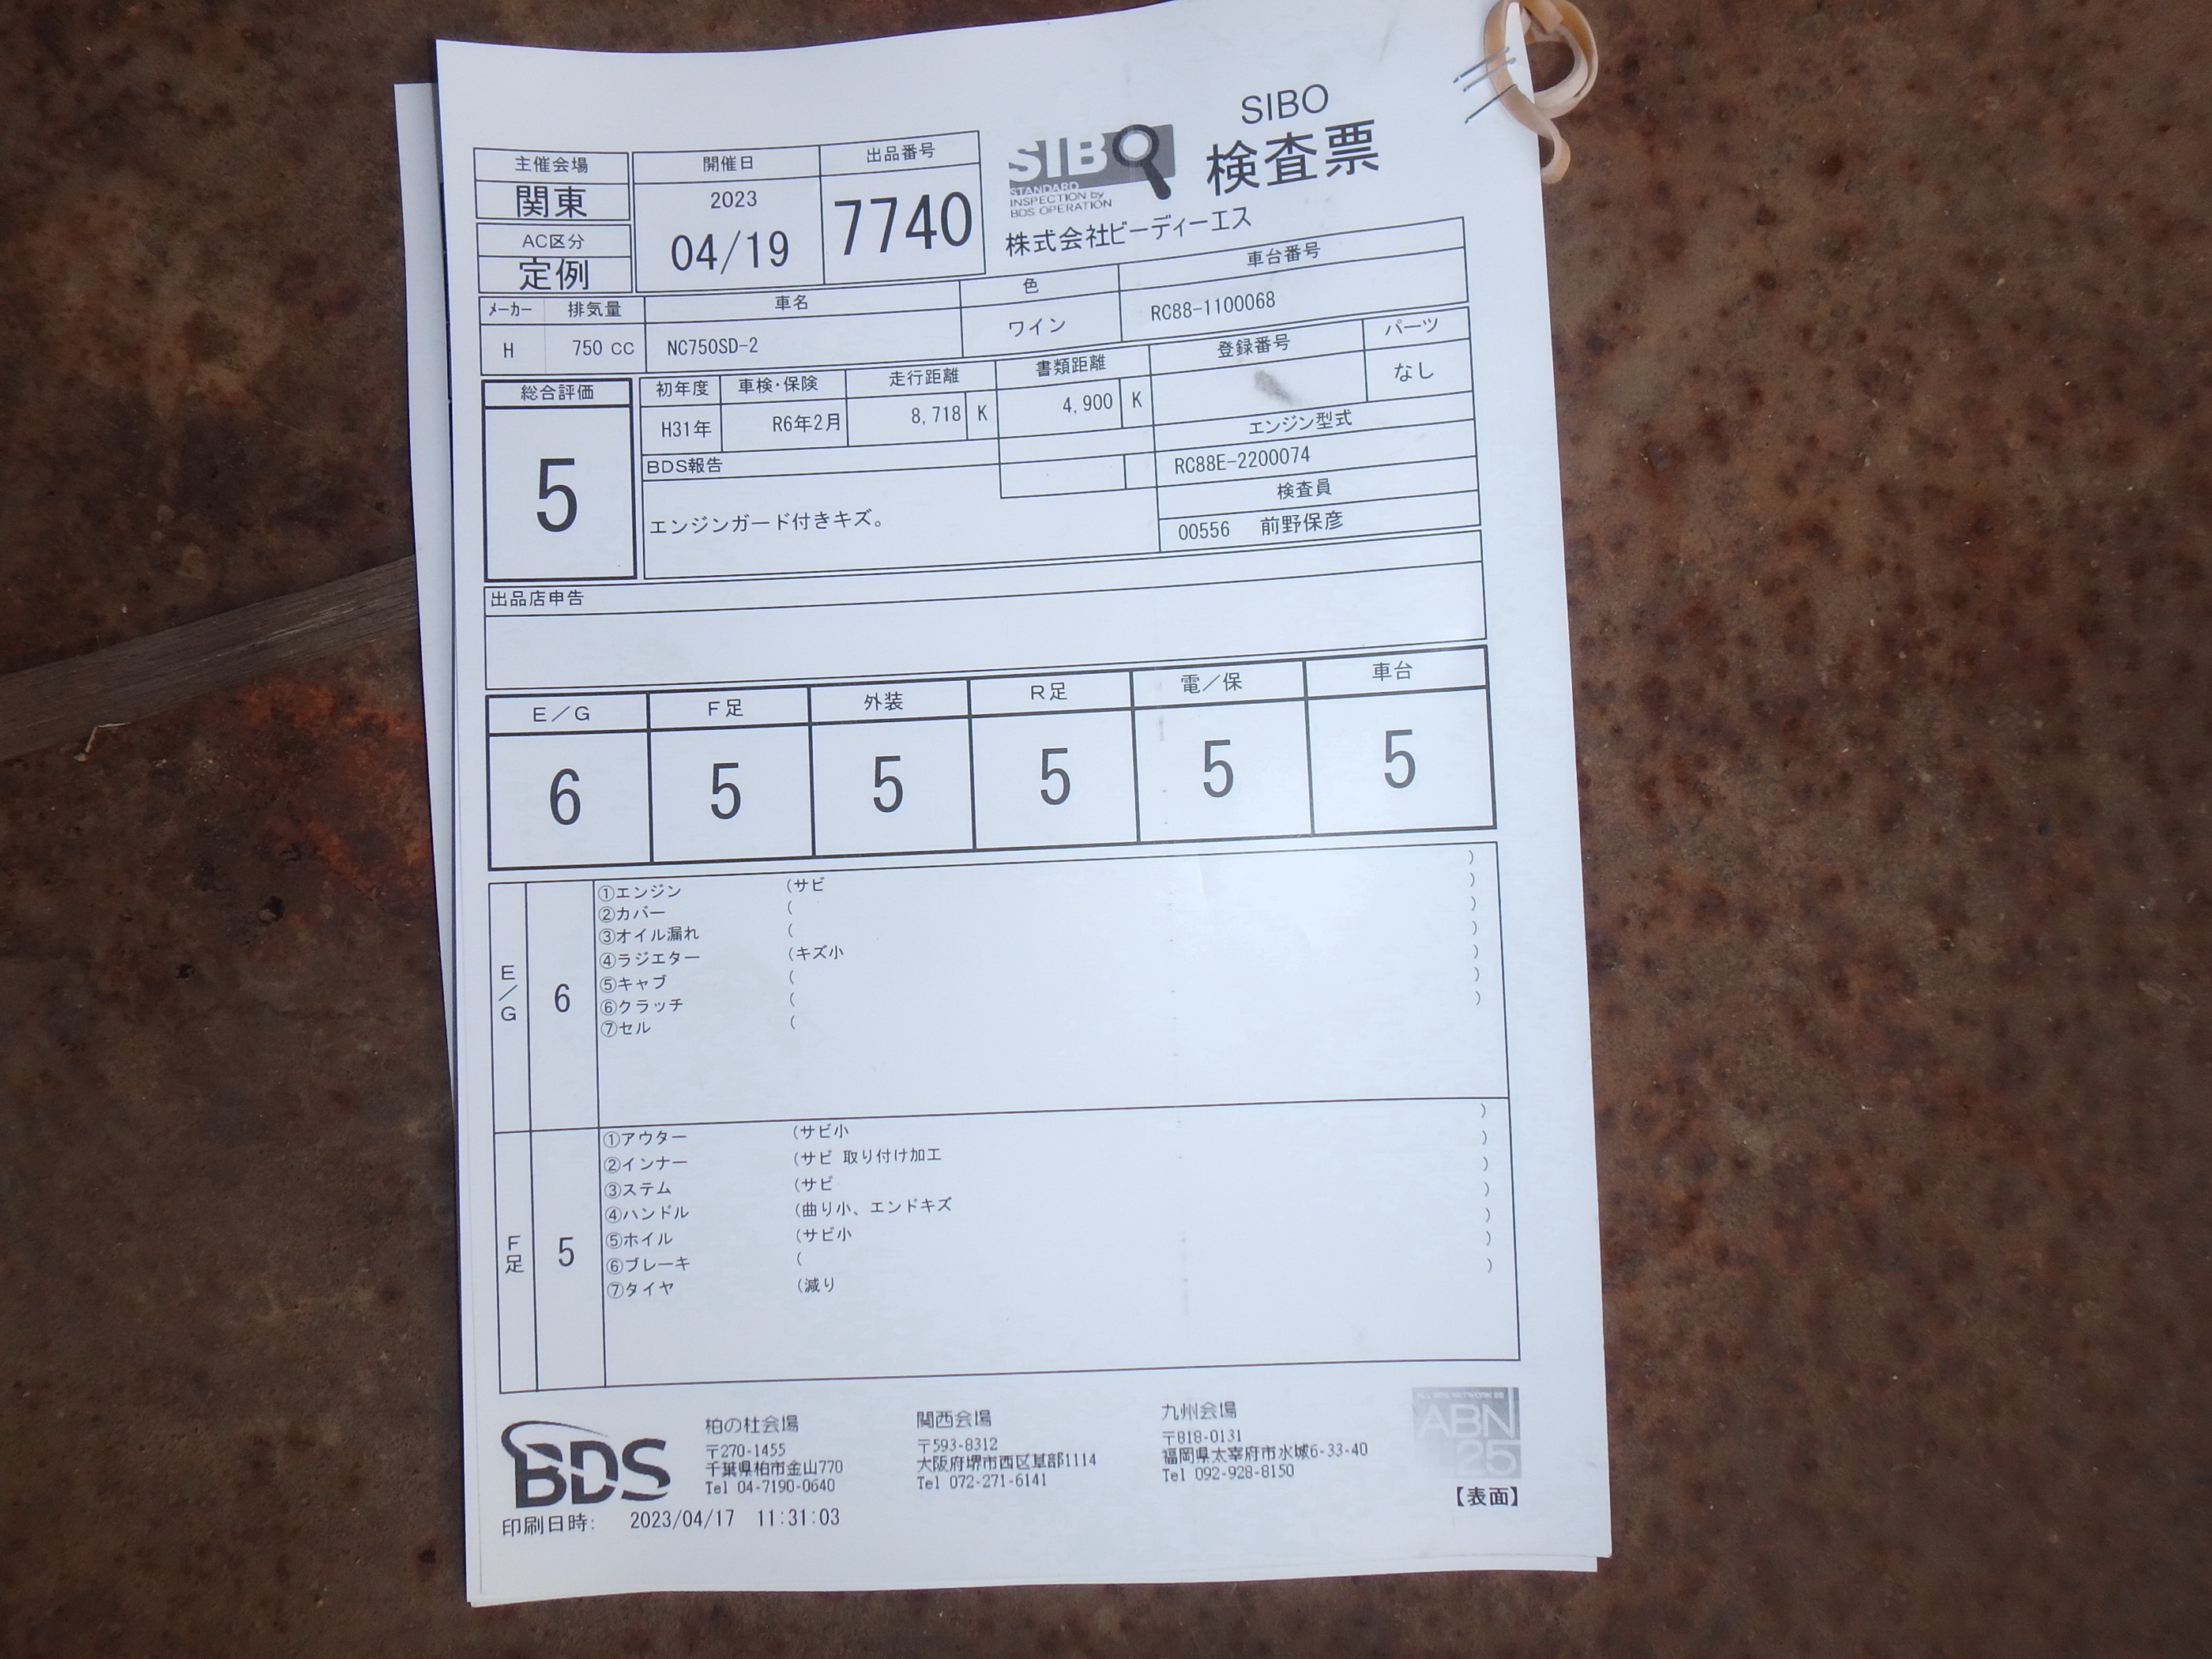 SIBO
検査票
SIBO
STANDARD
INSPECTION by
BDS OPERATION
株式会社ビーディーエス
主催会場
関東
AC区分
定例
開催日
2023
04/19
出品番号
7740
メーカー 排気量 車名 色 車台番号
H 750 CC NC750SD-2 ワイン RC88-1100068
総合評価
5
初年度 車検・保険 走行距離 書類距離 登録番号 パーツ
H31年 R6年2月 8,718 K 4,900 K なし
エンジン型式
RC88E-2200074
検査員
00556 前野保彦
BDS報告
エンジンガード付きキズ。
出品店申告
E/G F足 外装 R足 電/保 車台
6 5 5 5 5 5
E/G
6
①エンジン (サビ )
②カバー ( )
③オイル漏れ ( )
④ラジエター (キズ小 )
⑤キャブ ( )
⑥クラッチ ( )
⑦セル ( )
F足
5
①アウター (サビ小 )
②インナー (サビ 取り付け加工 )
③ステム (サビ )
④ハンドル (曲り小、エンドキズ )
⑤ホイル (サビ小 )
⑥ブレーキ ( )
⑦タイヤ (減り )
BDS
柏の杜会場
〒270-1455
千葉県柏市金山770
Tel 04-7190-0640
関西会場
〒593-8312
大阪府堺市西区草部1114
Tel 072-271-6141
九州会場
〒818-0131
福岡県太宰府市水城6-33-40
Tel 092-928-8150
ABN
25
【表面】
印刷日時: 2023/04/17 11:31:03